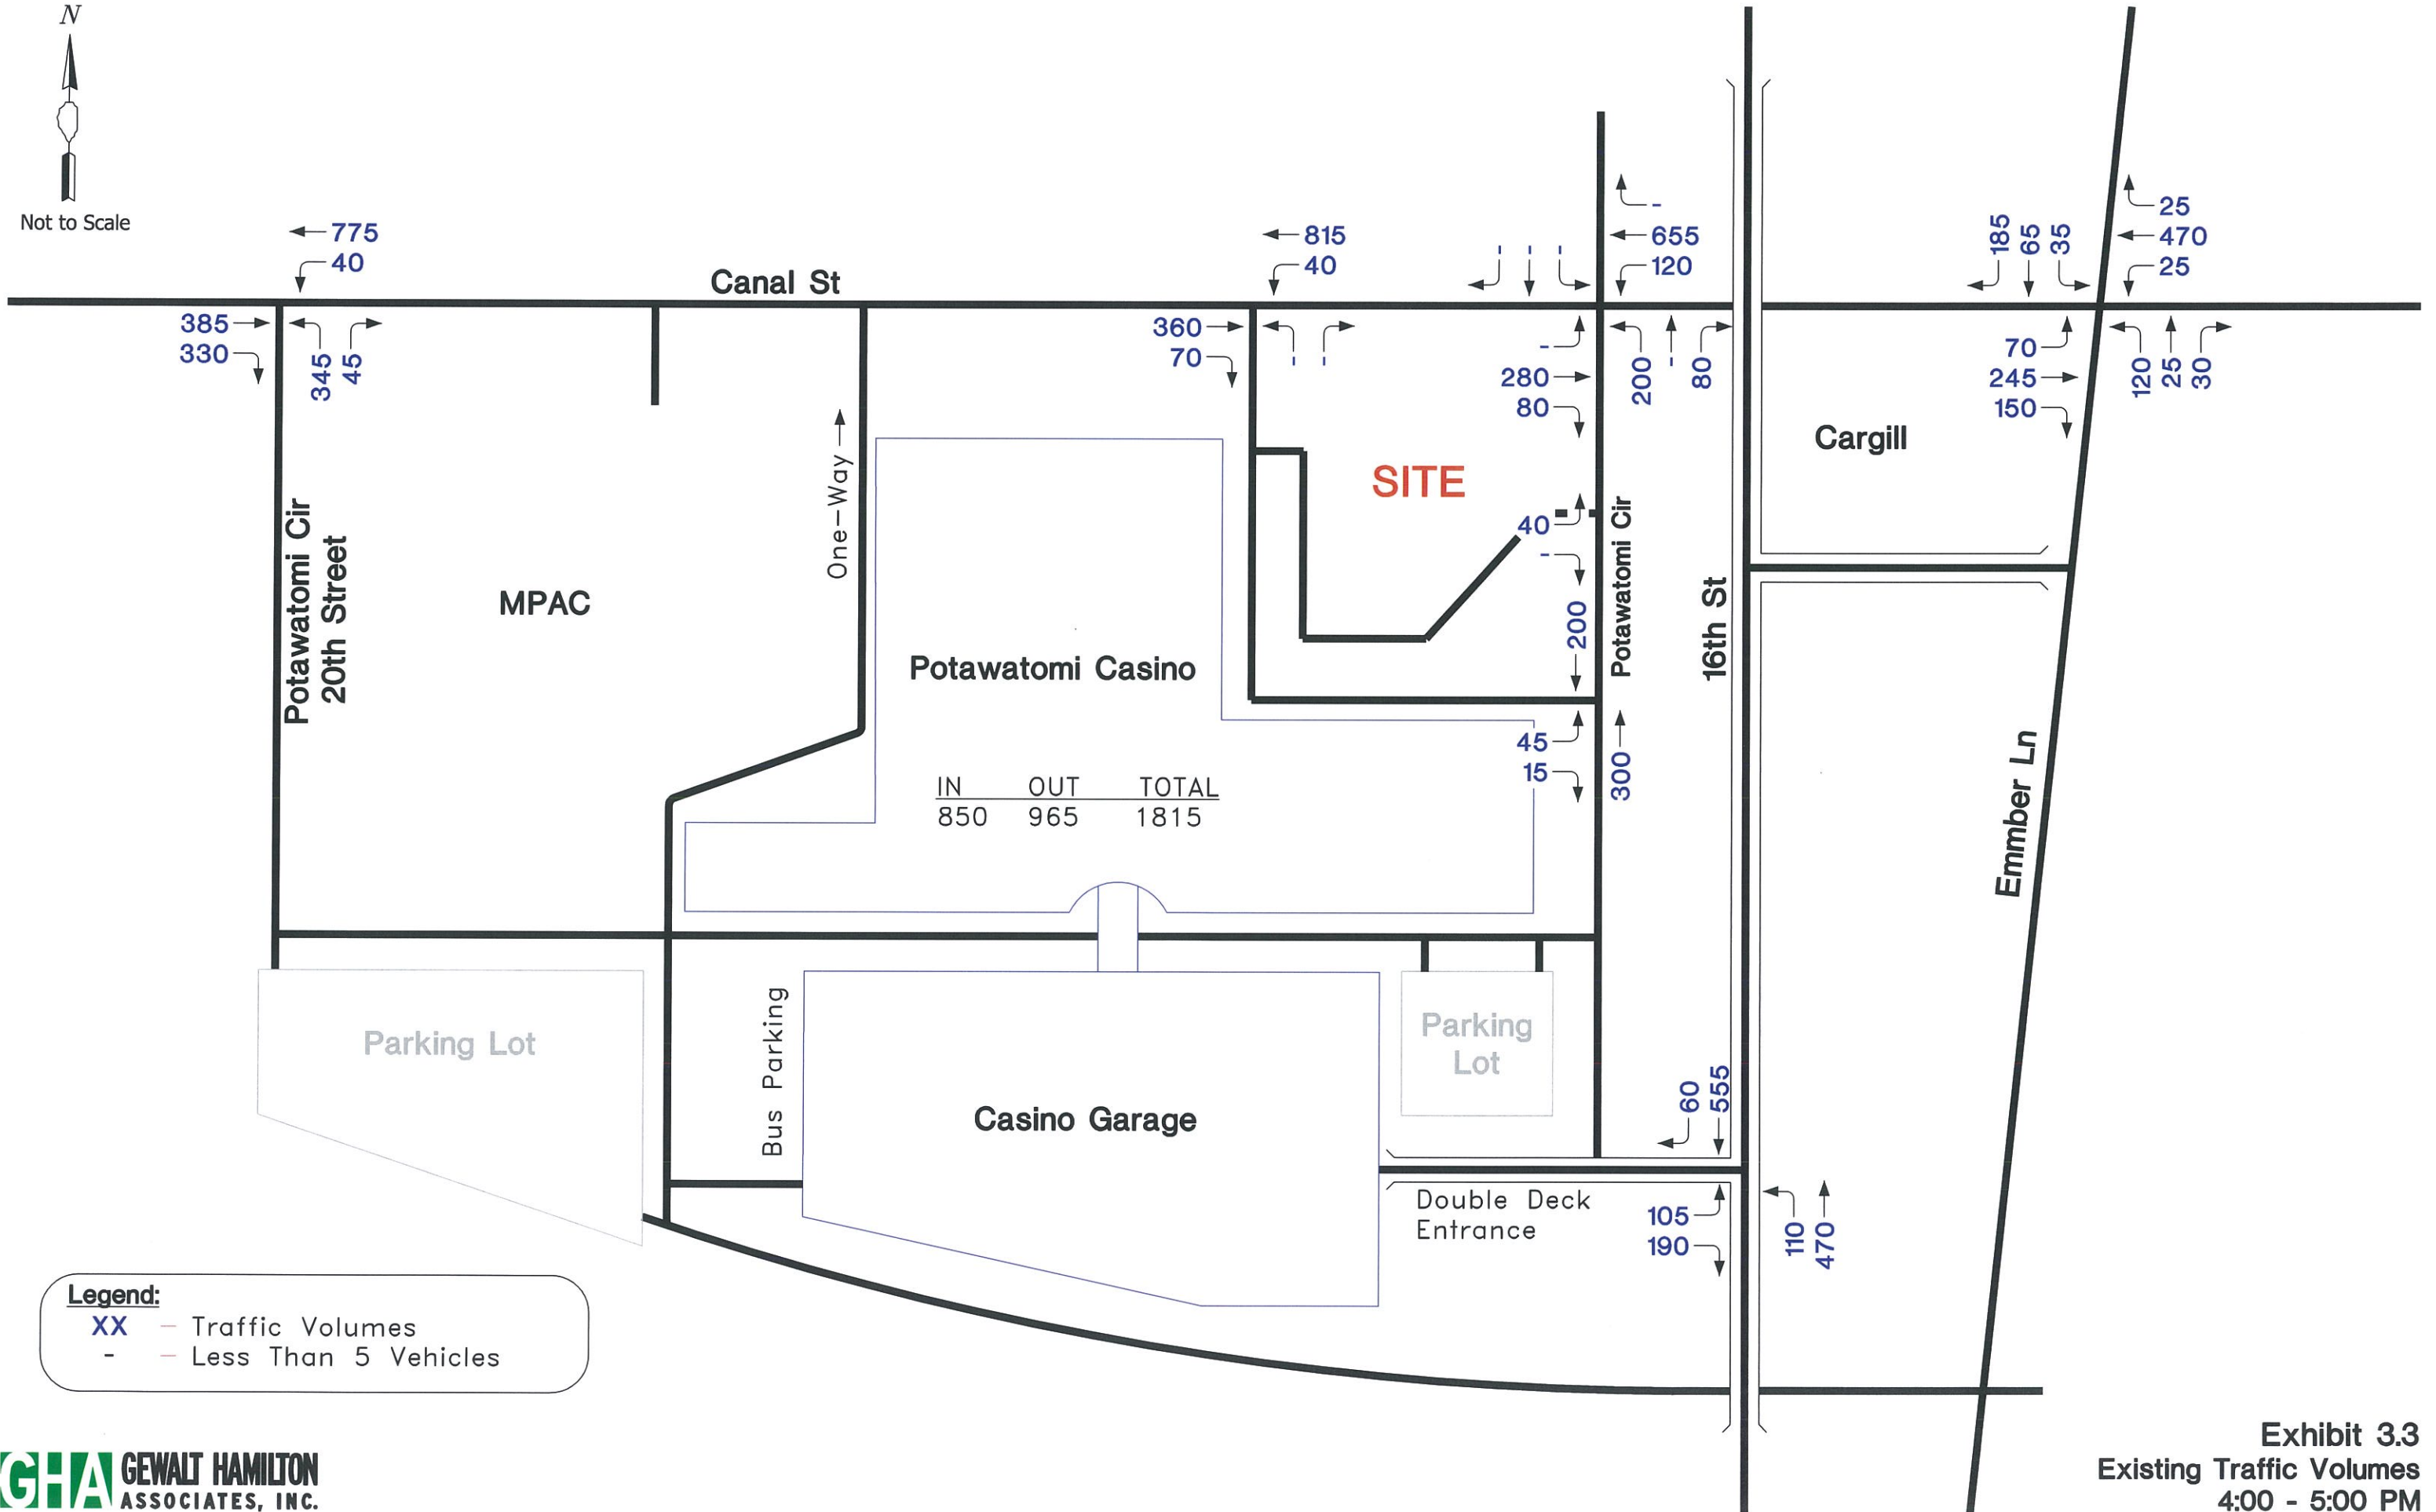 N
Not to Scale
775
40
385
330
345
45
Canal St
815
40
360
70
-
-
-
-
-
-
655
120
-
280
80
200
-
80
185
65
35
25
470
25
70
245
150
120
25
30
Cargill
SITE
One-Way
40
-
200
Potawatomi Cir
16th St
Potawatomi Cir
20th Street
MPAC
Potawatomi Casino
IN OUT TOTAL
850 965 1815
45
15
300
Emmber Ln
Parking Lot
Bus Parking
Casino Garage
Parking
Lot
60
555
Double Deck
Entrance
105
190
110
470
Legend:
XX - Traffic Volumes
- - Less Than 5 Vehicles
GHA GEWALT HAMILTON
ASSOCIATES, INC.
Exhibit 3.3
Existing Traffic Volumes
4:00 - 5:00 PM